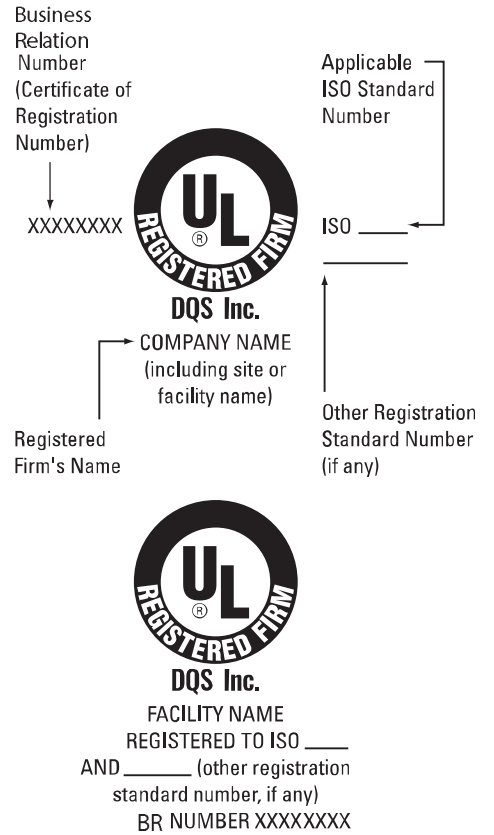 Business
Relation
Number
(Certificate of
Registration
Number)
Applicable
ISO Standard
Number
XXXXXXXX
UL
®
REGISTERED FIRM
ISO ______
______
DQS Inc.
COMPANY NAME
(including site or
facility name)
Registered
Firm's Name
Other Registration
Standard Number
(if any)
UL
®
REGISTERED FIRM
DQS Inc.
FACILITY NAME
REGISTERED TO ISO ____
AND ______ (other registration
standard number, if any)
BR NUMBER XXXXXXXX